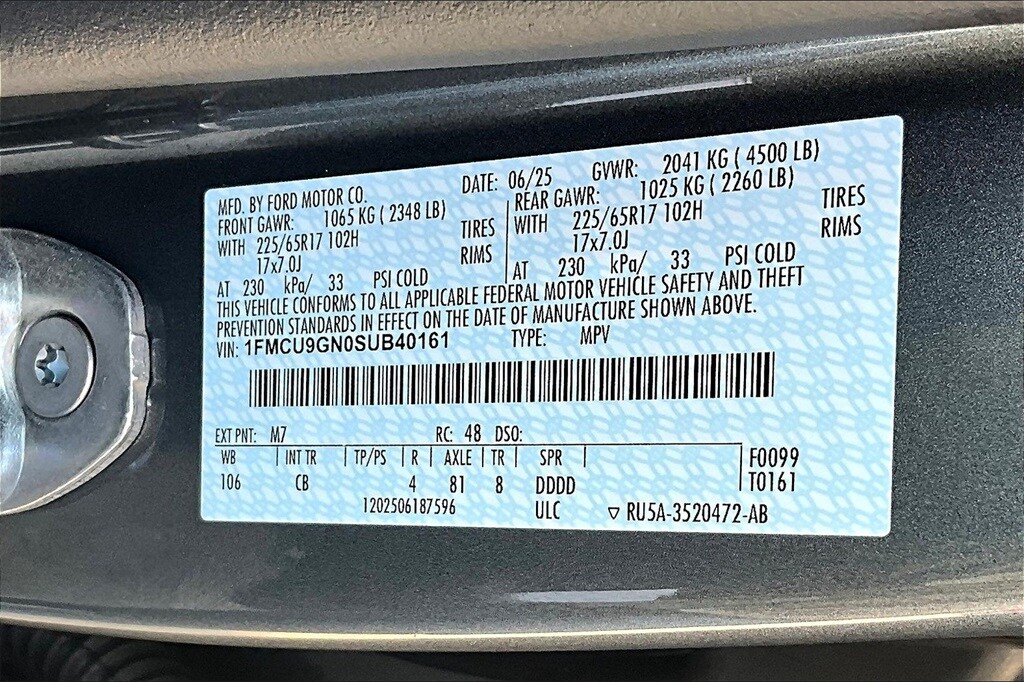 MFD. BY FORD MOTOR CO. DATE: 06/25 GVWR: 2041 KG ( 4500 LB)
FRONT GAWR: 1065 KG ( 2348 LB) REAR GAWR: 1025 KG ( 2260 LB)
WITH 225/65R17 102H TIRES WITH 225/65R17 102H TIRES
17x7.0J RIMS 17x7.0J RIMS
AT 230 kPa/ 33 PSI COLD AT 230 kPa/ 33 PSI COLD
THIS VEHICLE CONFORMS TO ALL APPLICABLE FEDERAL MOTOR VEHICLE SAFETY AND THEFT
PREVENTION STANDARDS IN EFFECT ON THE DATE OF MANUFACTURE SHOWN ABOVE.
VIN: 1FMCU9GN0SUB40161 TYPE: MPV
EXT PNT: M7 RC: 48 DSO:
WB INT TR TP/PS R AXLE TR SPR F0099
106 CB 4 81 8 DDDD T0161
1202506187596 ULC ▽ RU5A-3520472-AB